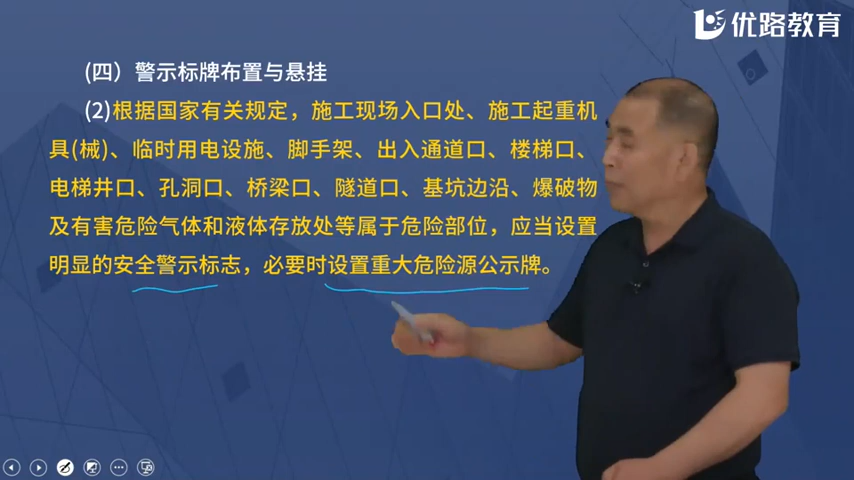 优路教育
(四）警示标牌布置与悬挂
(2)根据国家有关规定，施工现场入口处、施工起重机
具(械)、临时用电设施、脚手架、出入通道口、楼梯口、
电梯井口、孔洞口、桥梁口、隧道口、基坑边沿、爆破物
及有害危险气体和液体存放处等属于危险部位，应当设置
明显的安全警示标志，必要时设置重大危险源公示牌。